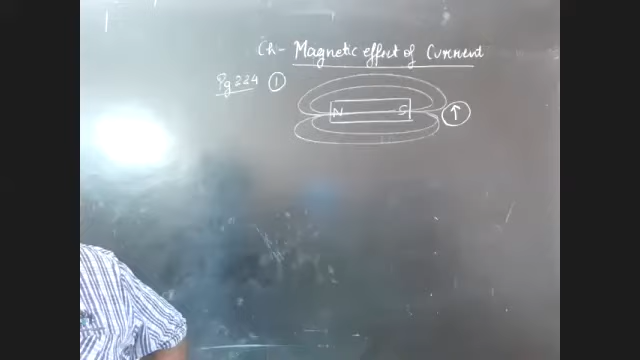 Ch- Magnetic effect of Current
Pg 224 ①
N S ↑